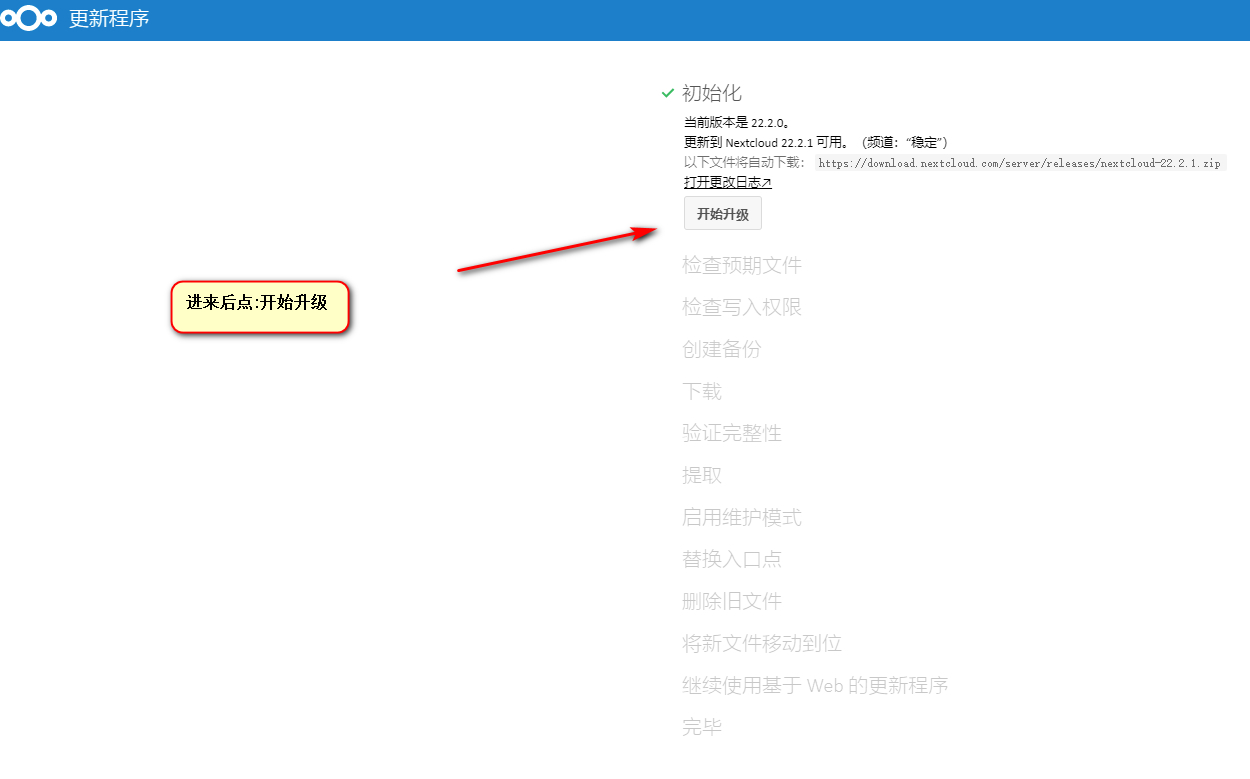 更新程序
初始化
当前版本是 22.2.0。
更新到 Nextcloud 22.2.1 可用。（频道：“稳定”）
以下文件将自动下载： https://download.nextcloud.com/server/releases/nextcloud-22.2.1.zip
打开更改日志↗
开始升级
进来后点:开始升级
检查预期文件
检查写入权限
创建备份
下载
验证完整性
提取
启用维护模式
替换入口点
删除旧文件
将新文件移动到位
继续使用基于 Web 的更新程序
完毕